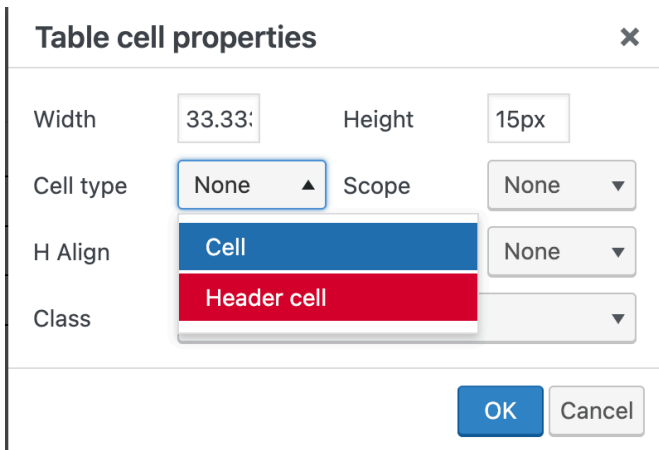 Table cell properties ×
Width 33.33 Height 15px
Cell type None ▲ Scope None ▼
Cell
H Align None ▼
Header cell
Class ▼
OK Cancel